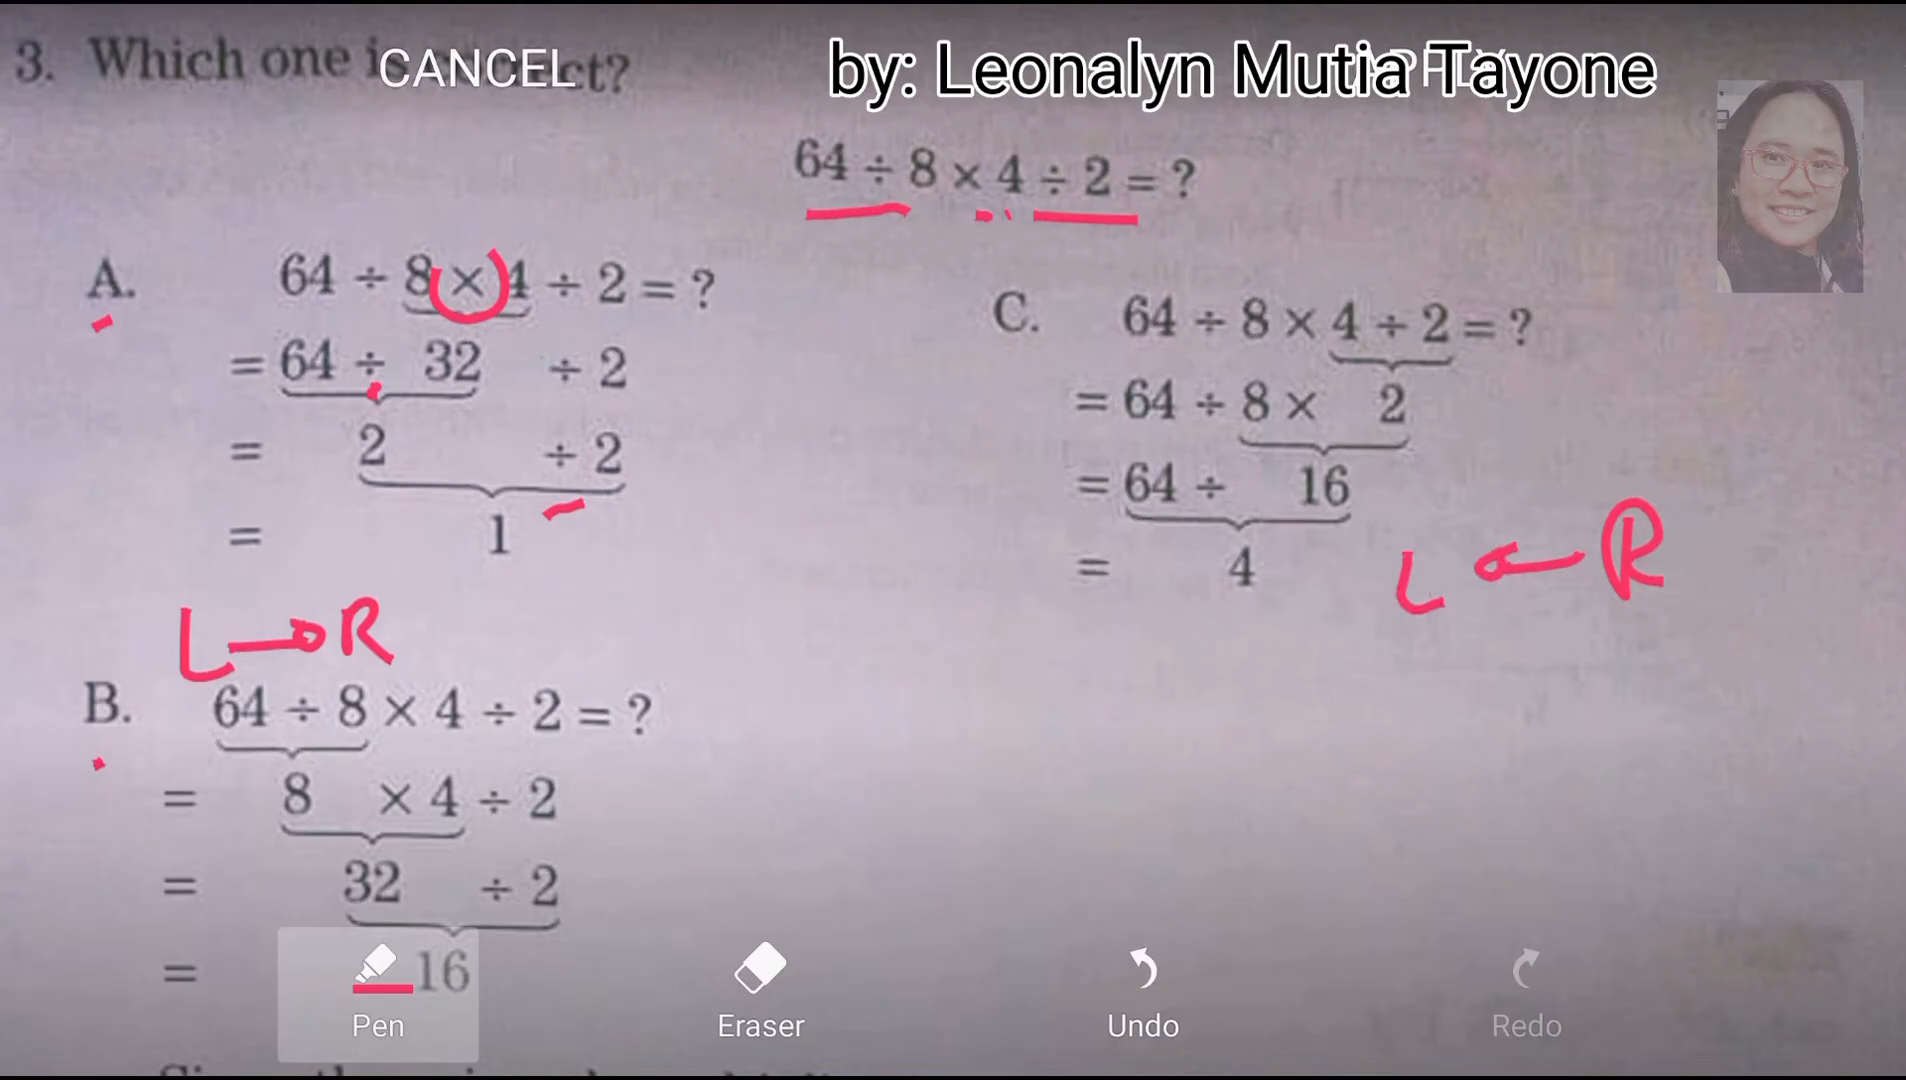 3. Which one is ct?
CANCEL
by: Leonalyn Mutia Tayone
64 ÷ 8 × 4 ÷ 2 = ?
A. 64 ÷ 8 × 4 ÷ 2 = ?
= 64 ÷ 32 ÷ 2
= 2 ÷ 2
= 1
L → R
B. 64 ÷ 8 × 4 ÷ 2 = ?
= 8 × 4 ÷ 2
= 32 ÷ 2
= 16
C. 64 ÷ 8 × 4 ÷ 2 = ?
= 64 ÷ 8 × 2
= 64 ÷ 16
= 4
L ← R
Pen
Eraser
Undo
Redo